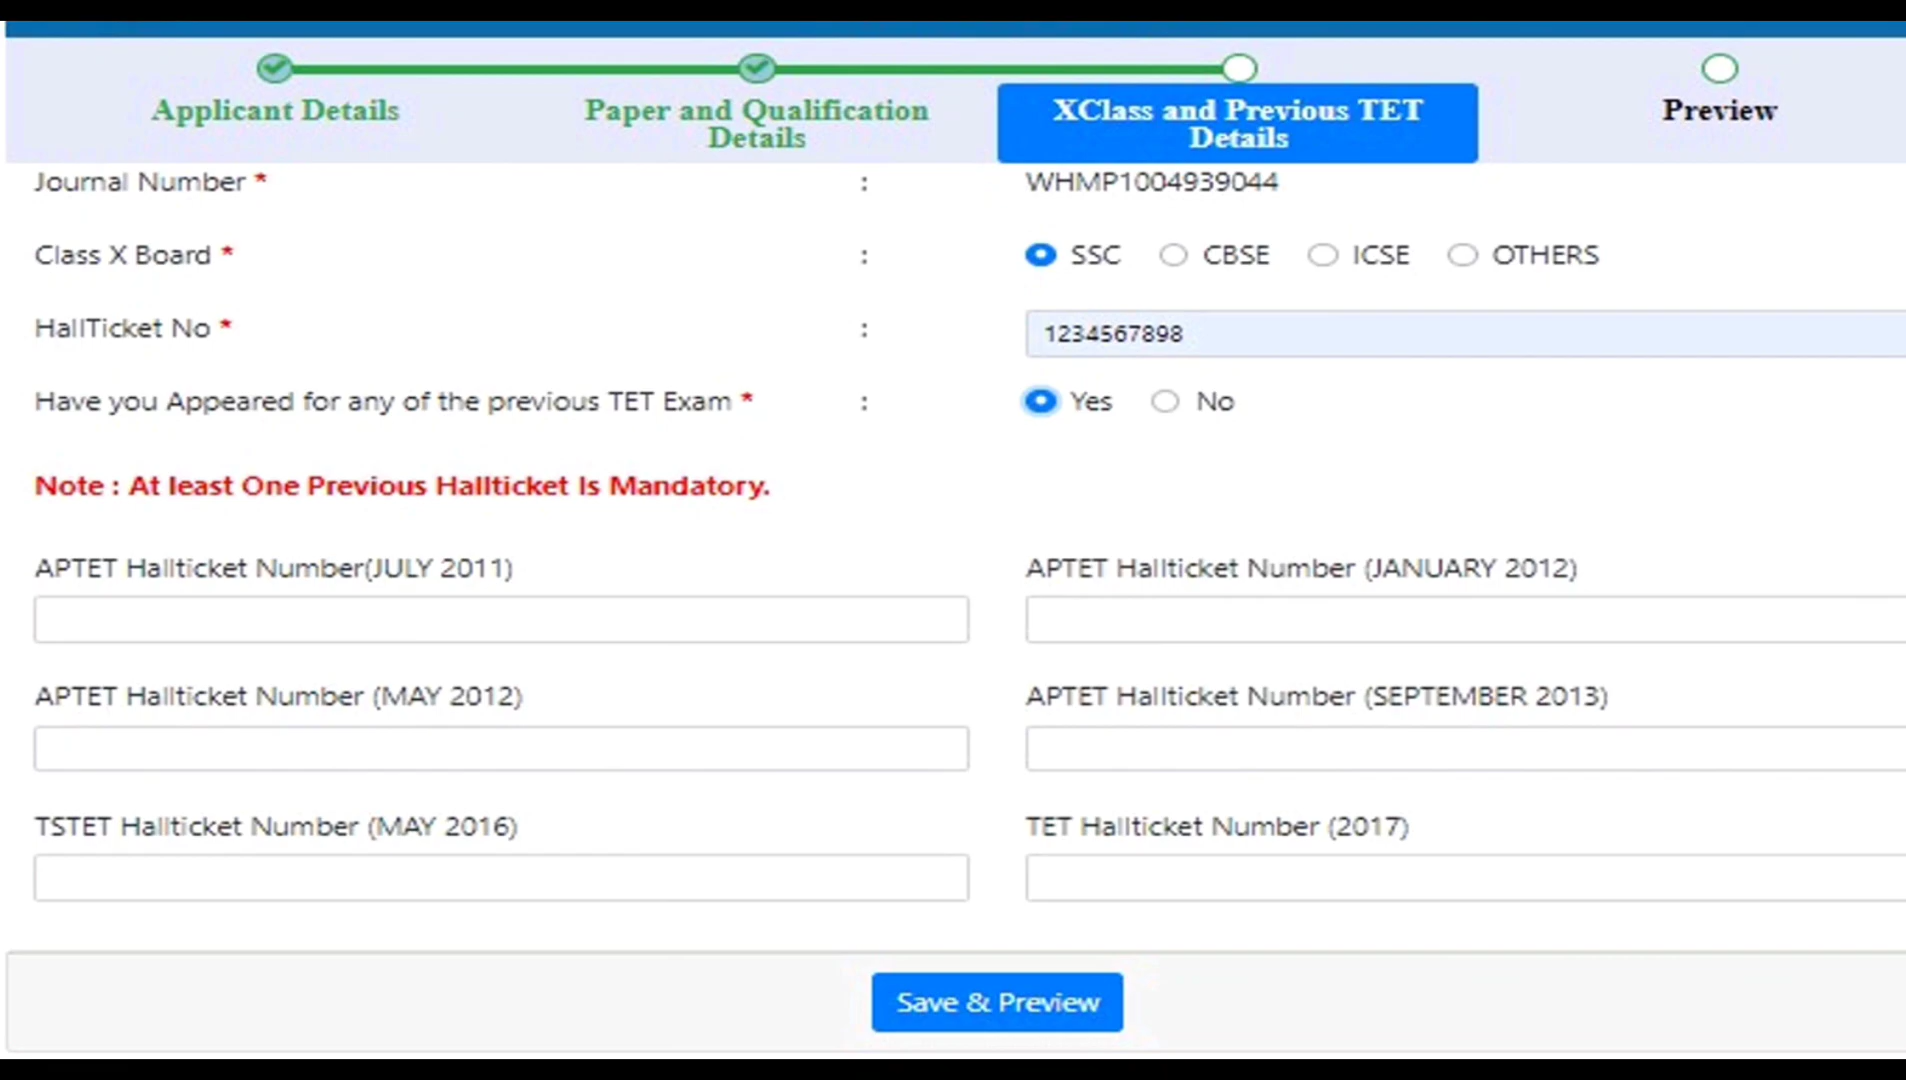 Applicant Details
Paper and Qualification
Details
XClass and Previous TET
Details
Preview
Journal Number * : WHMP1004939044
Class X Board * : SSC CBSE ICSE OTHERS
HallTicket No * : 1234567898
Have you Appeared for any of the previous TET Exam * : Yes No
Note : At least One Previous Hallticket Is Mandatory.
APTET Hallticket Number(JULY 2011) APTET Hallticket Number (JANUARY 2012)
APTET Hallticket Number (MAY 2012) APTET Hallticket Number (SEPTEMBER 2013)
TSTET Hallticket Number (MAY 2016) TET Hallticket Number (2017)
Save & Preview